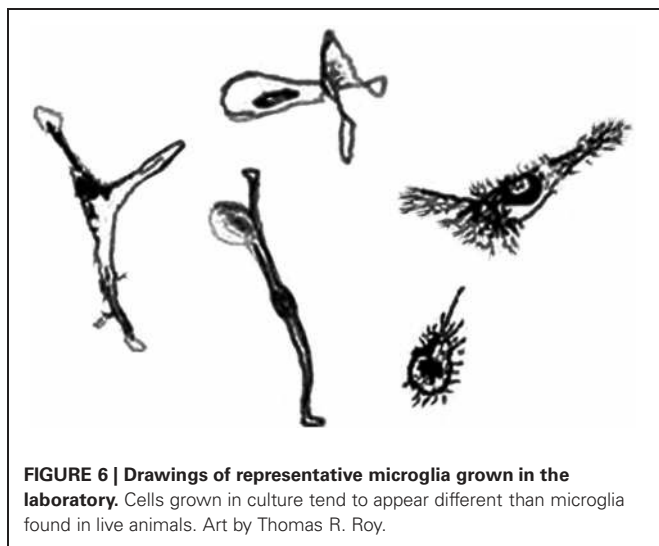 FIGURE 6 | Drawings of representative microglia grown in the
laboratory. Cells grown in culture tend to appear different than microglia
found in live animals. Art by Thomas R. Roy.